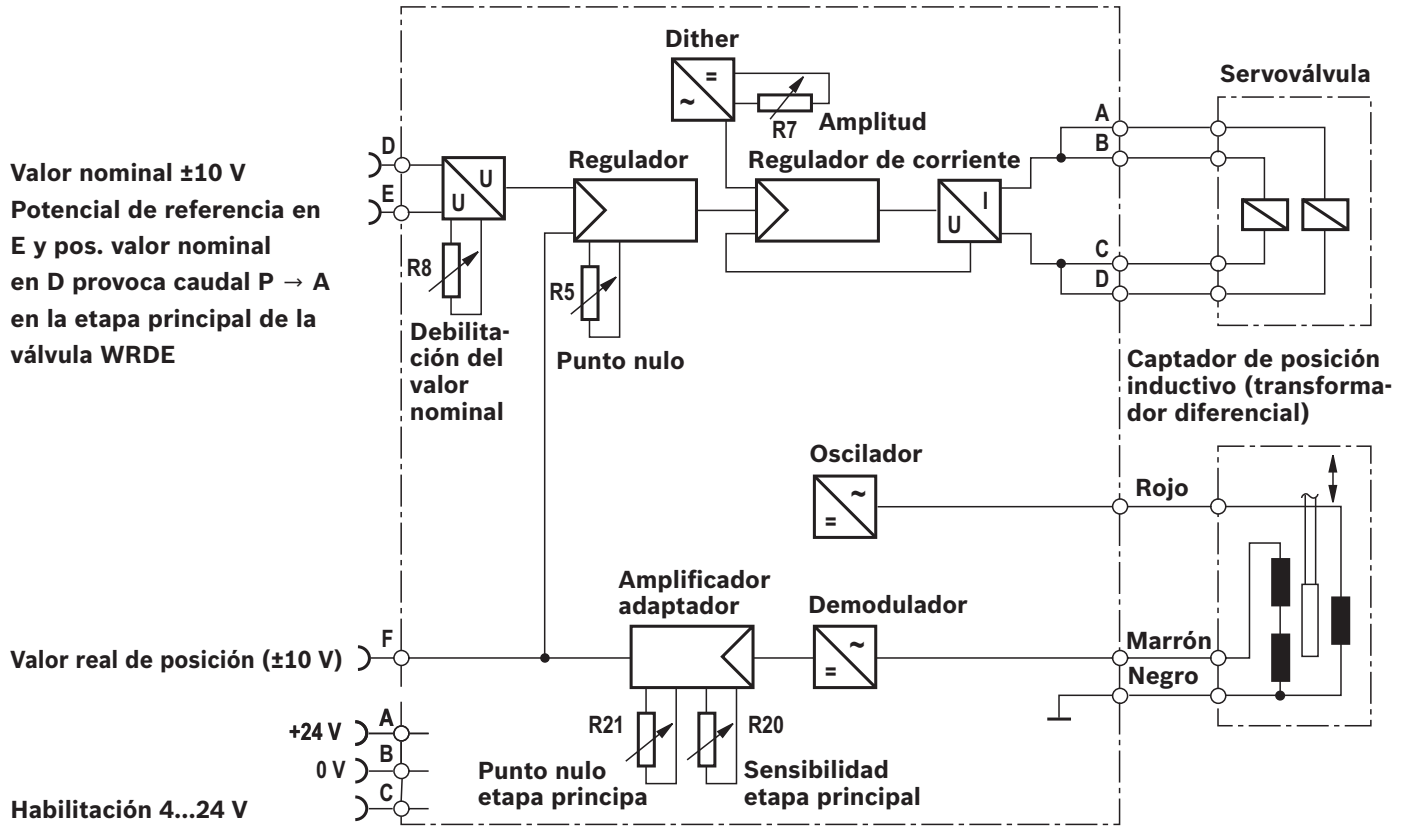 Dither
R7
Amplitud
=
~
Servoválvula
Valor nominal ±10 V
Potencial de referencia en
E y pos. valor nominal
en D provoca caudal P → A
en la etapa principal de la
válvula WRDE
D
E
U
U
R8
Debilita-
ción del
valor
nominal
Regulador
R5
Punto nulo
Regulador de corriente
I
U
A
B
C
D
Captador de posición
inductivo (transforma-
dor diferencial)
Oscilador
~
=
Rojo
Amplificador
adaptador
Demodulador
~
=
Marrón
Negro
Valor real de posición (±10 V)
F
R21
R20
Punto nulo
etapa principa
Sensibilidad
etapa principal
+24 V
A
0 V
B
Habilitación 4...24 V
C